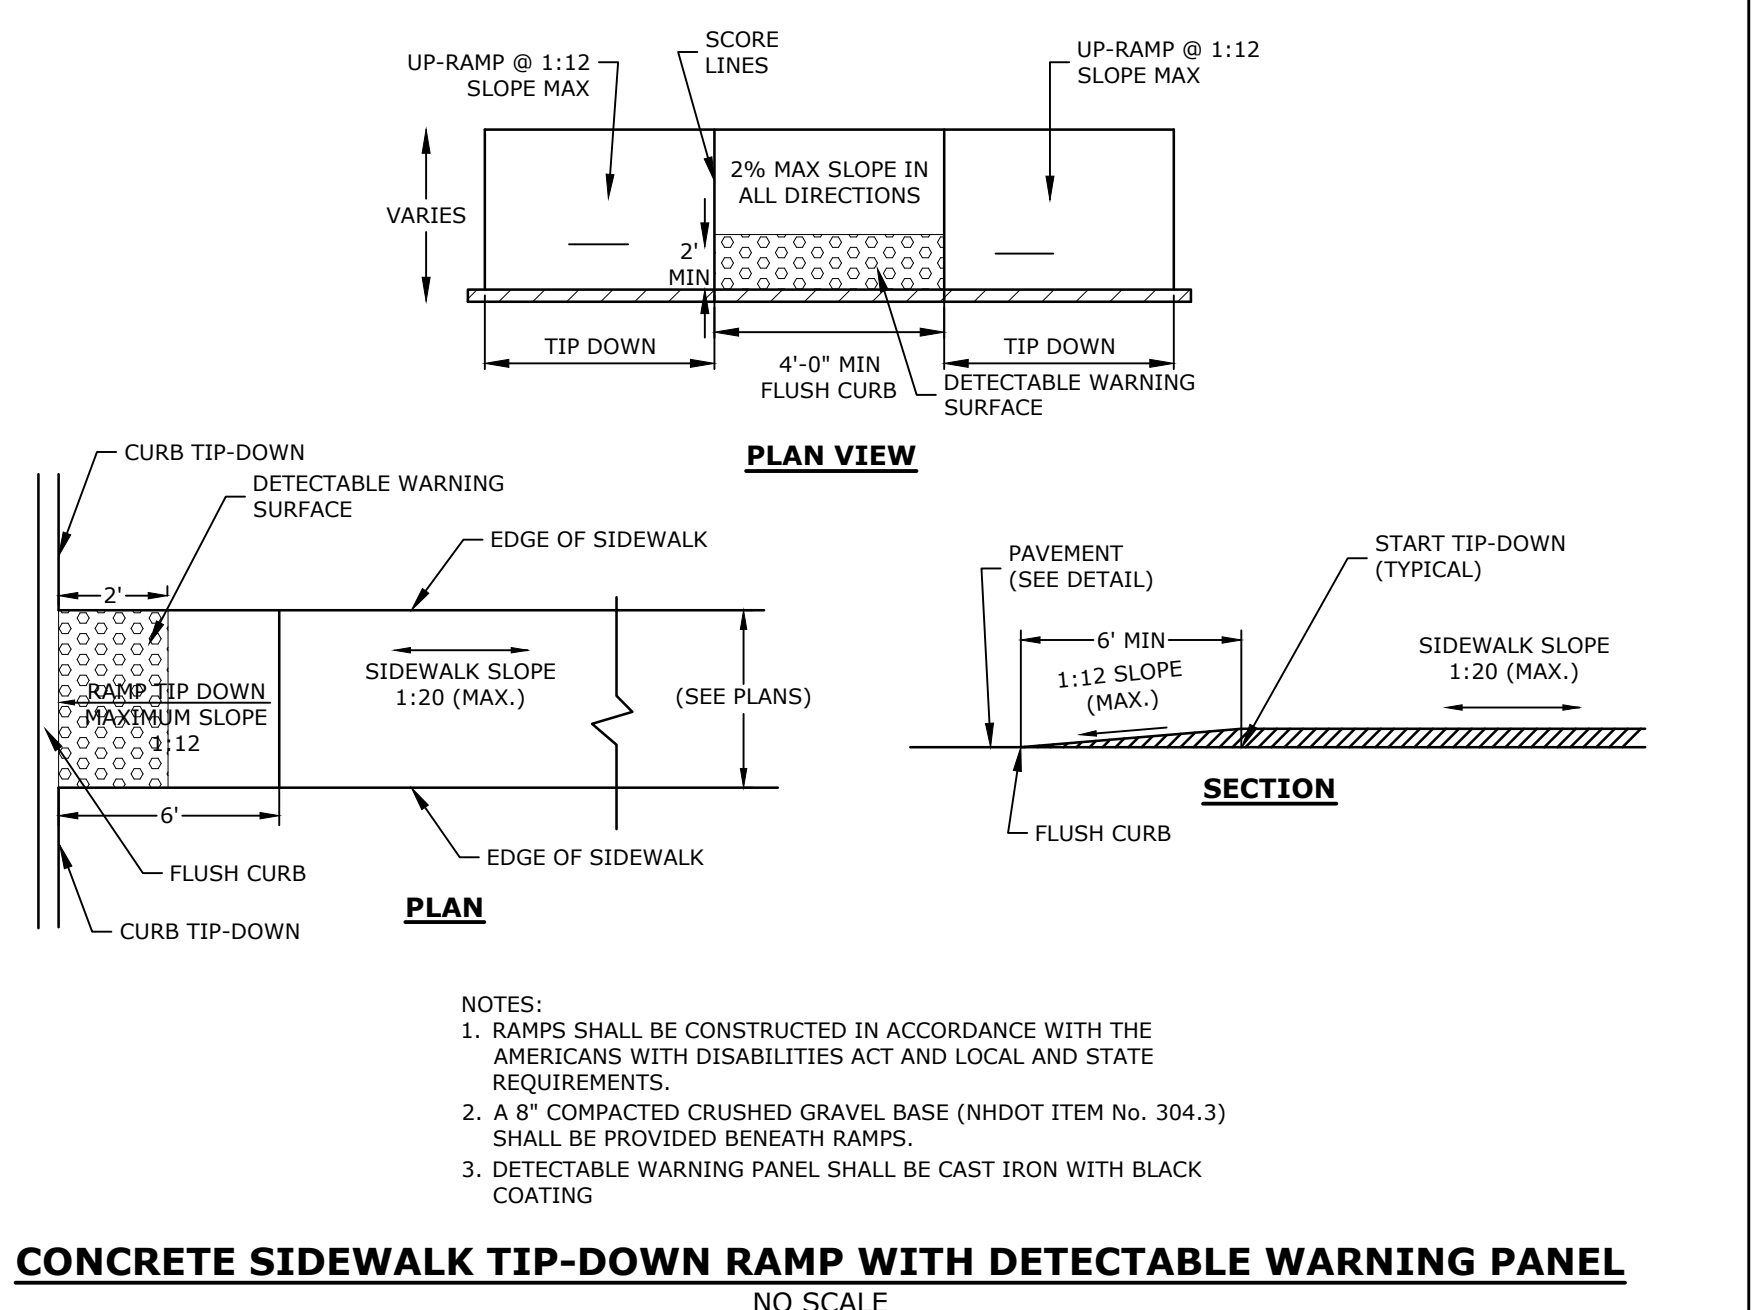 SCORE
LINES
UP-RAMP @ 1:12
SLOPE MAX
UP-RAMP @ 1:12
SLOPE MAX
2% MAX SLOPE IN
ALL DIRECTIONS
VARIES
2'
MIN
TIP DOWN
4'-0" MIN
FLUSH CURB
TIP DOWN
DETECTABLE WARNING
SURFACE
PLAN VIEW
CURB TIP-DOWN
DETECTABLE WARNING
SURFACE
EDGE OF SIDEWALK
2'
SIDEWALK SLOPE
1:20 (MAX.)
(SEE PLANS)
RAMP TIP DOWN
MAXIMUM SLOPE
1:12
6'
EDGE OF SIDEWALK
FLUSH CURB
CURB TIP-DOWN
PLAN
PAVEMENT
(SEE DETAIL)
START TIP-DOWN
(TYPICAL)
6' MIN
1:12 SLOPE
(MAX.)
SIDEWALK SLOPE
1:20 (MAX.)
SECTION
FLUSH CURB
NOTES:
1. RAMPS SHALL BE CONSTRUCTED IN ACCORDANCE WITH THE
AMERICANS WITH DISABILITIES ACT AND LOCAL AND STATE
REQUIREMENTS.
2. A 8" COMPACTED CRUSHED GRAVEL BASE (NHDOT ITEM No. 304.3)
SHALL BE PROVIDED BENEATH RAMPS.
3. DETECTABLE WARNING PANEL SHALL BE CAST IRON WITH BLACK
COATING
CONCRETE SIDEWALK TIP-DOWN RAMP WITH DETECTABLE WARNING PANEL
NO SCALE